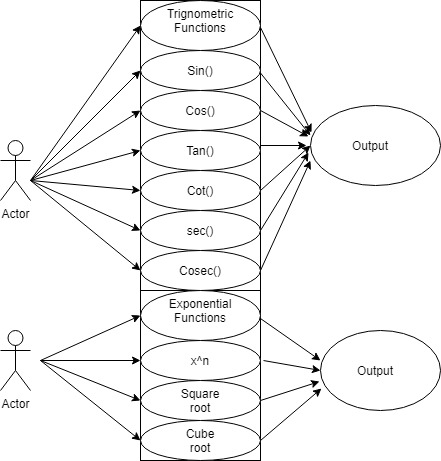 Trignometric
Functions
Sin()
Cos()
Tan()
Cot()
sec()
Cosec()
Actor
Output
Exponential
Functions
x^n
Square
root
Cube
root
Actor
Output